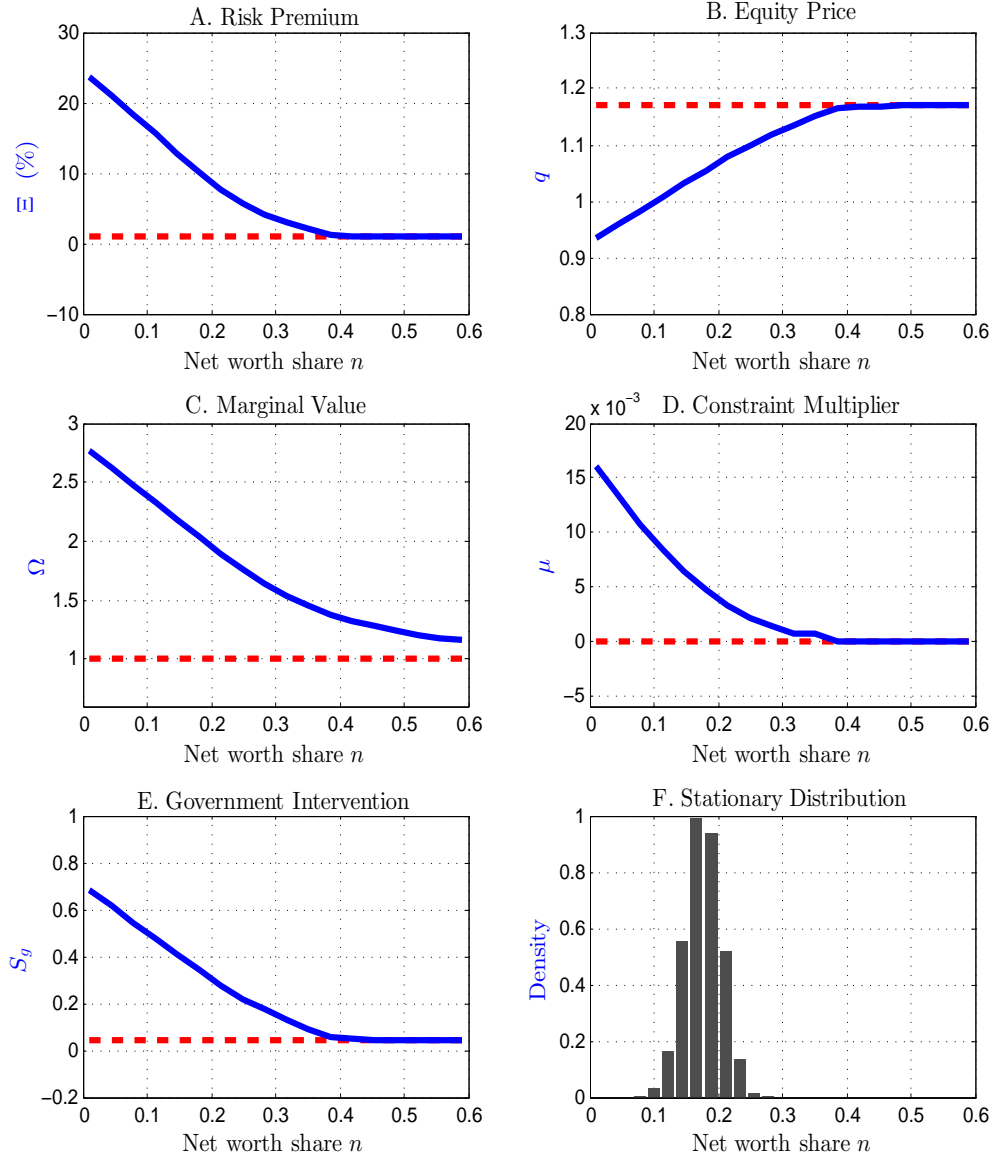 A. Risk Premium
30
20
10
0
−10
Ξ (%)
0 0.1 0.2 0.3 0.4 0.5 0.6
Net worth share n
B. Equity Price
1.3
1.2
1.1
1
0.9
0.8
q
0 0.1 0.2 0.3 0.4 0.5 0.6
Net worth share n
C. Marginal Value
3
2.5
2
1.5
1
Ω
0 0.1 0.2 0.3 0.4 0.5 0.6
Net worth share n
x 10⁻³ D. Constraint Multiplier
20
15
10
5
0
−5
μ
0 0.1 0.2 0.3 0.4 0.5 0.6
Net worth share n
E. Government Intervention
1
0.8
0.6
0.4
0.2
0
−0.2
S_g
0 0.1 0.2 0.3 0.4 0.5 0.6
Net worth share n
F. Stationary Distribution
1
0.8
0.6
0.4
0.2
0
Density
0 0.1 0.2 0.3 0.4 0.5 0.6
Net worth share n